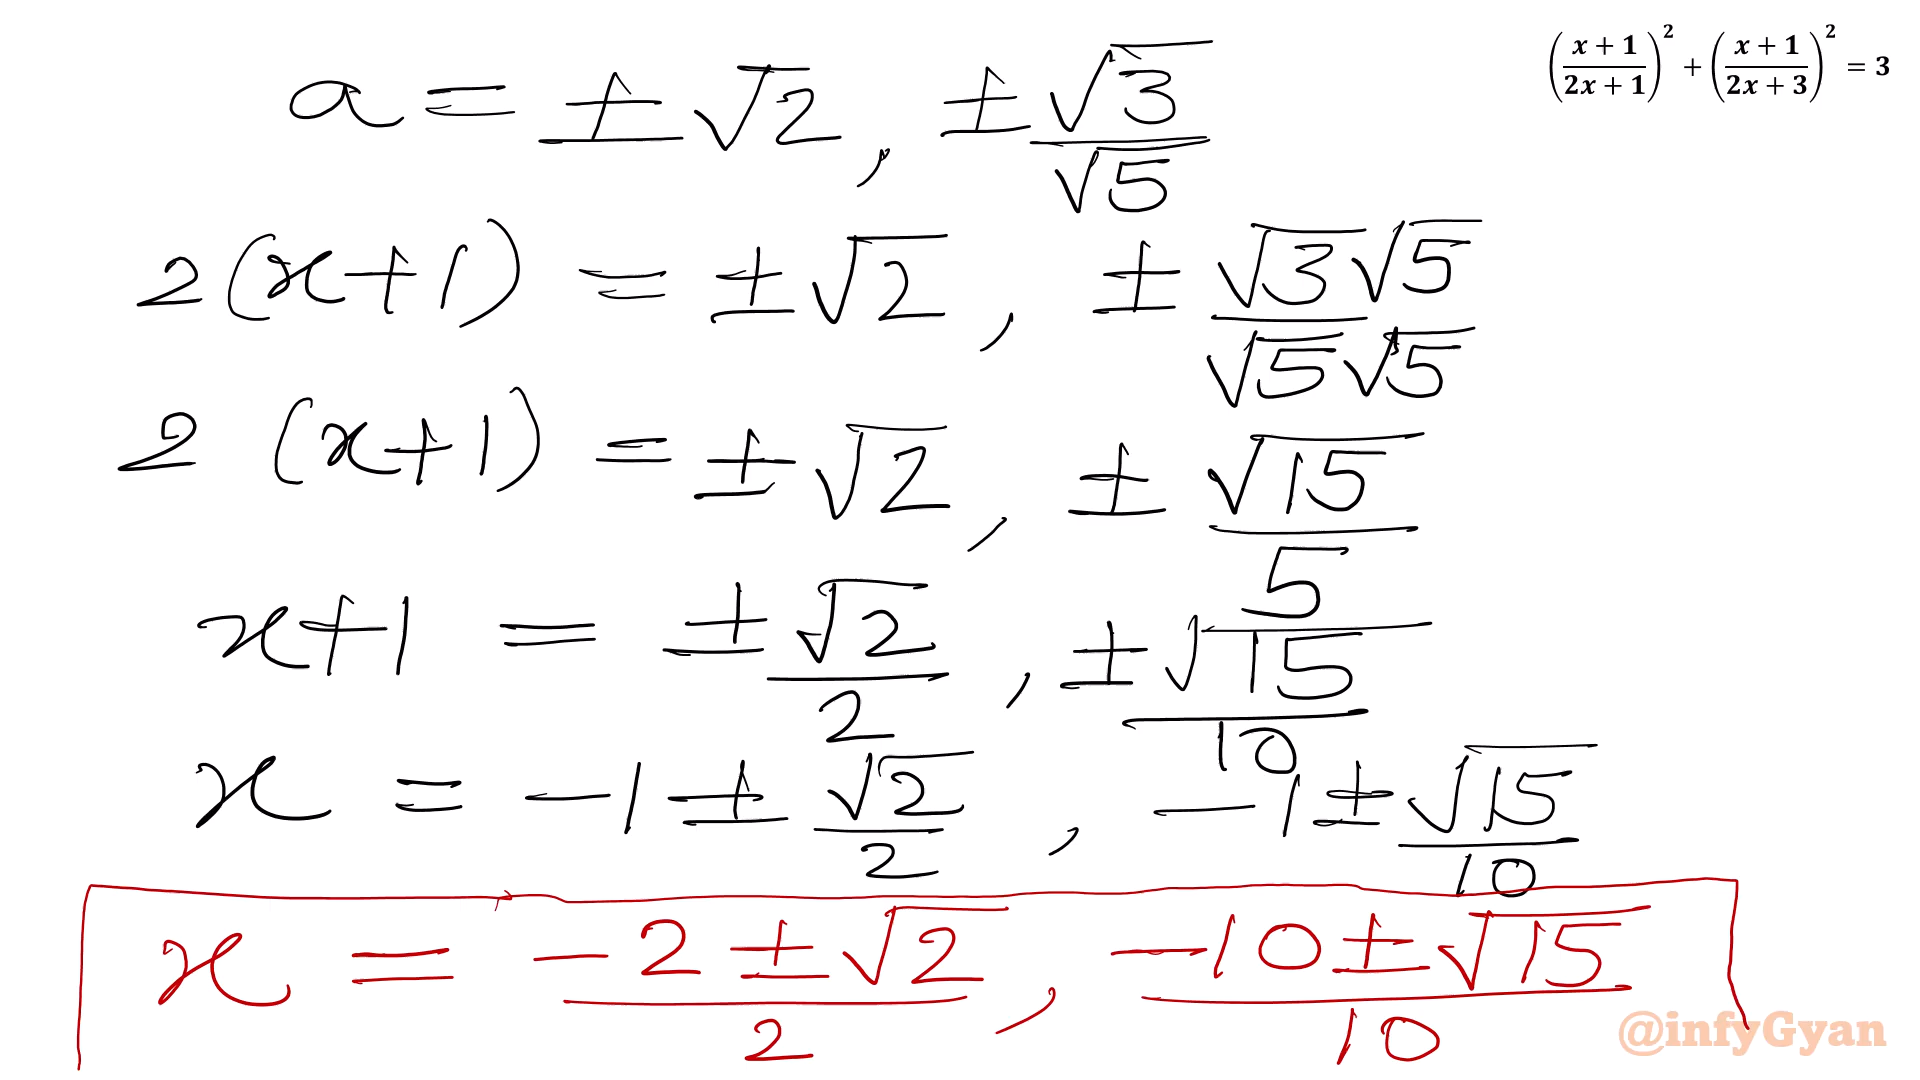 ((x + 1)/(2x + 1))² + ((x + 1)/(2x + 3))² = 3
a = ± √2 , ± √3/√5
2(x+1) = ± √2 , ± √3√5/√5√5
2 (x+1) = ± √2 , ± √15/5
x+1 = ± √2/2 , ± √15/10
x = -1 ± √2/2 , -1 ± √15/10
x = -2 ± √2/2 , -10 ± √15/10
@infyGyan